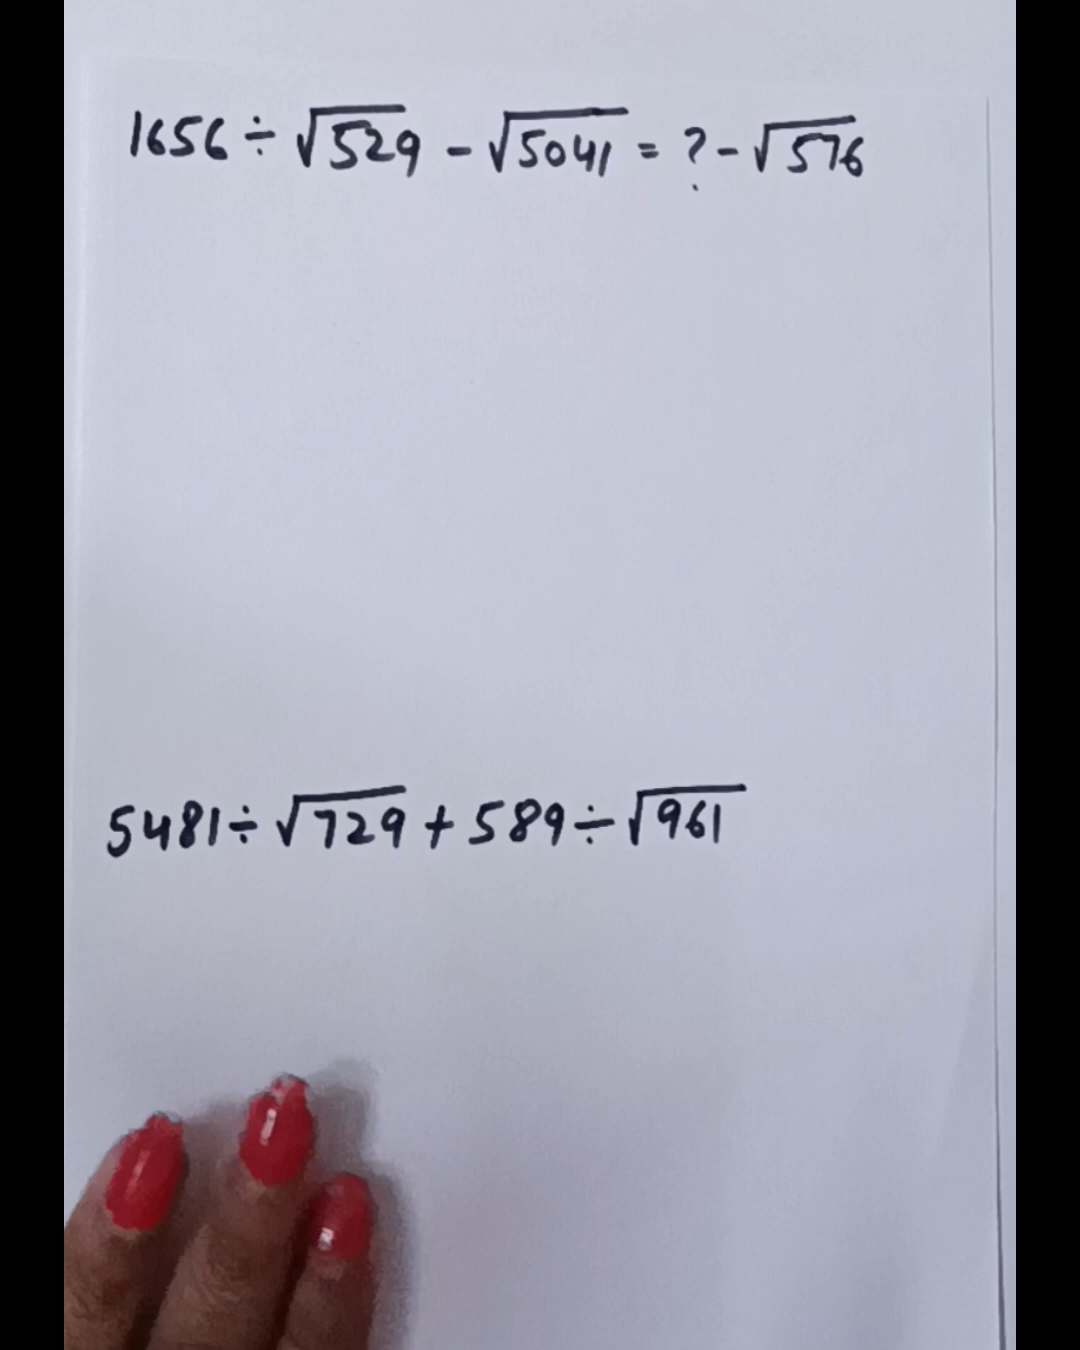 1656 ÷ √529 - √5041 = ? - √576
5481 ÷ √729 + 589 ÷ √961